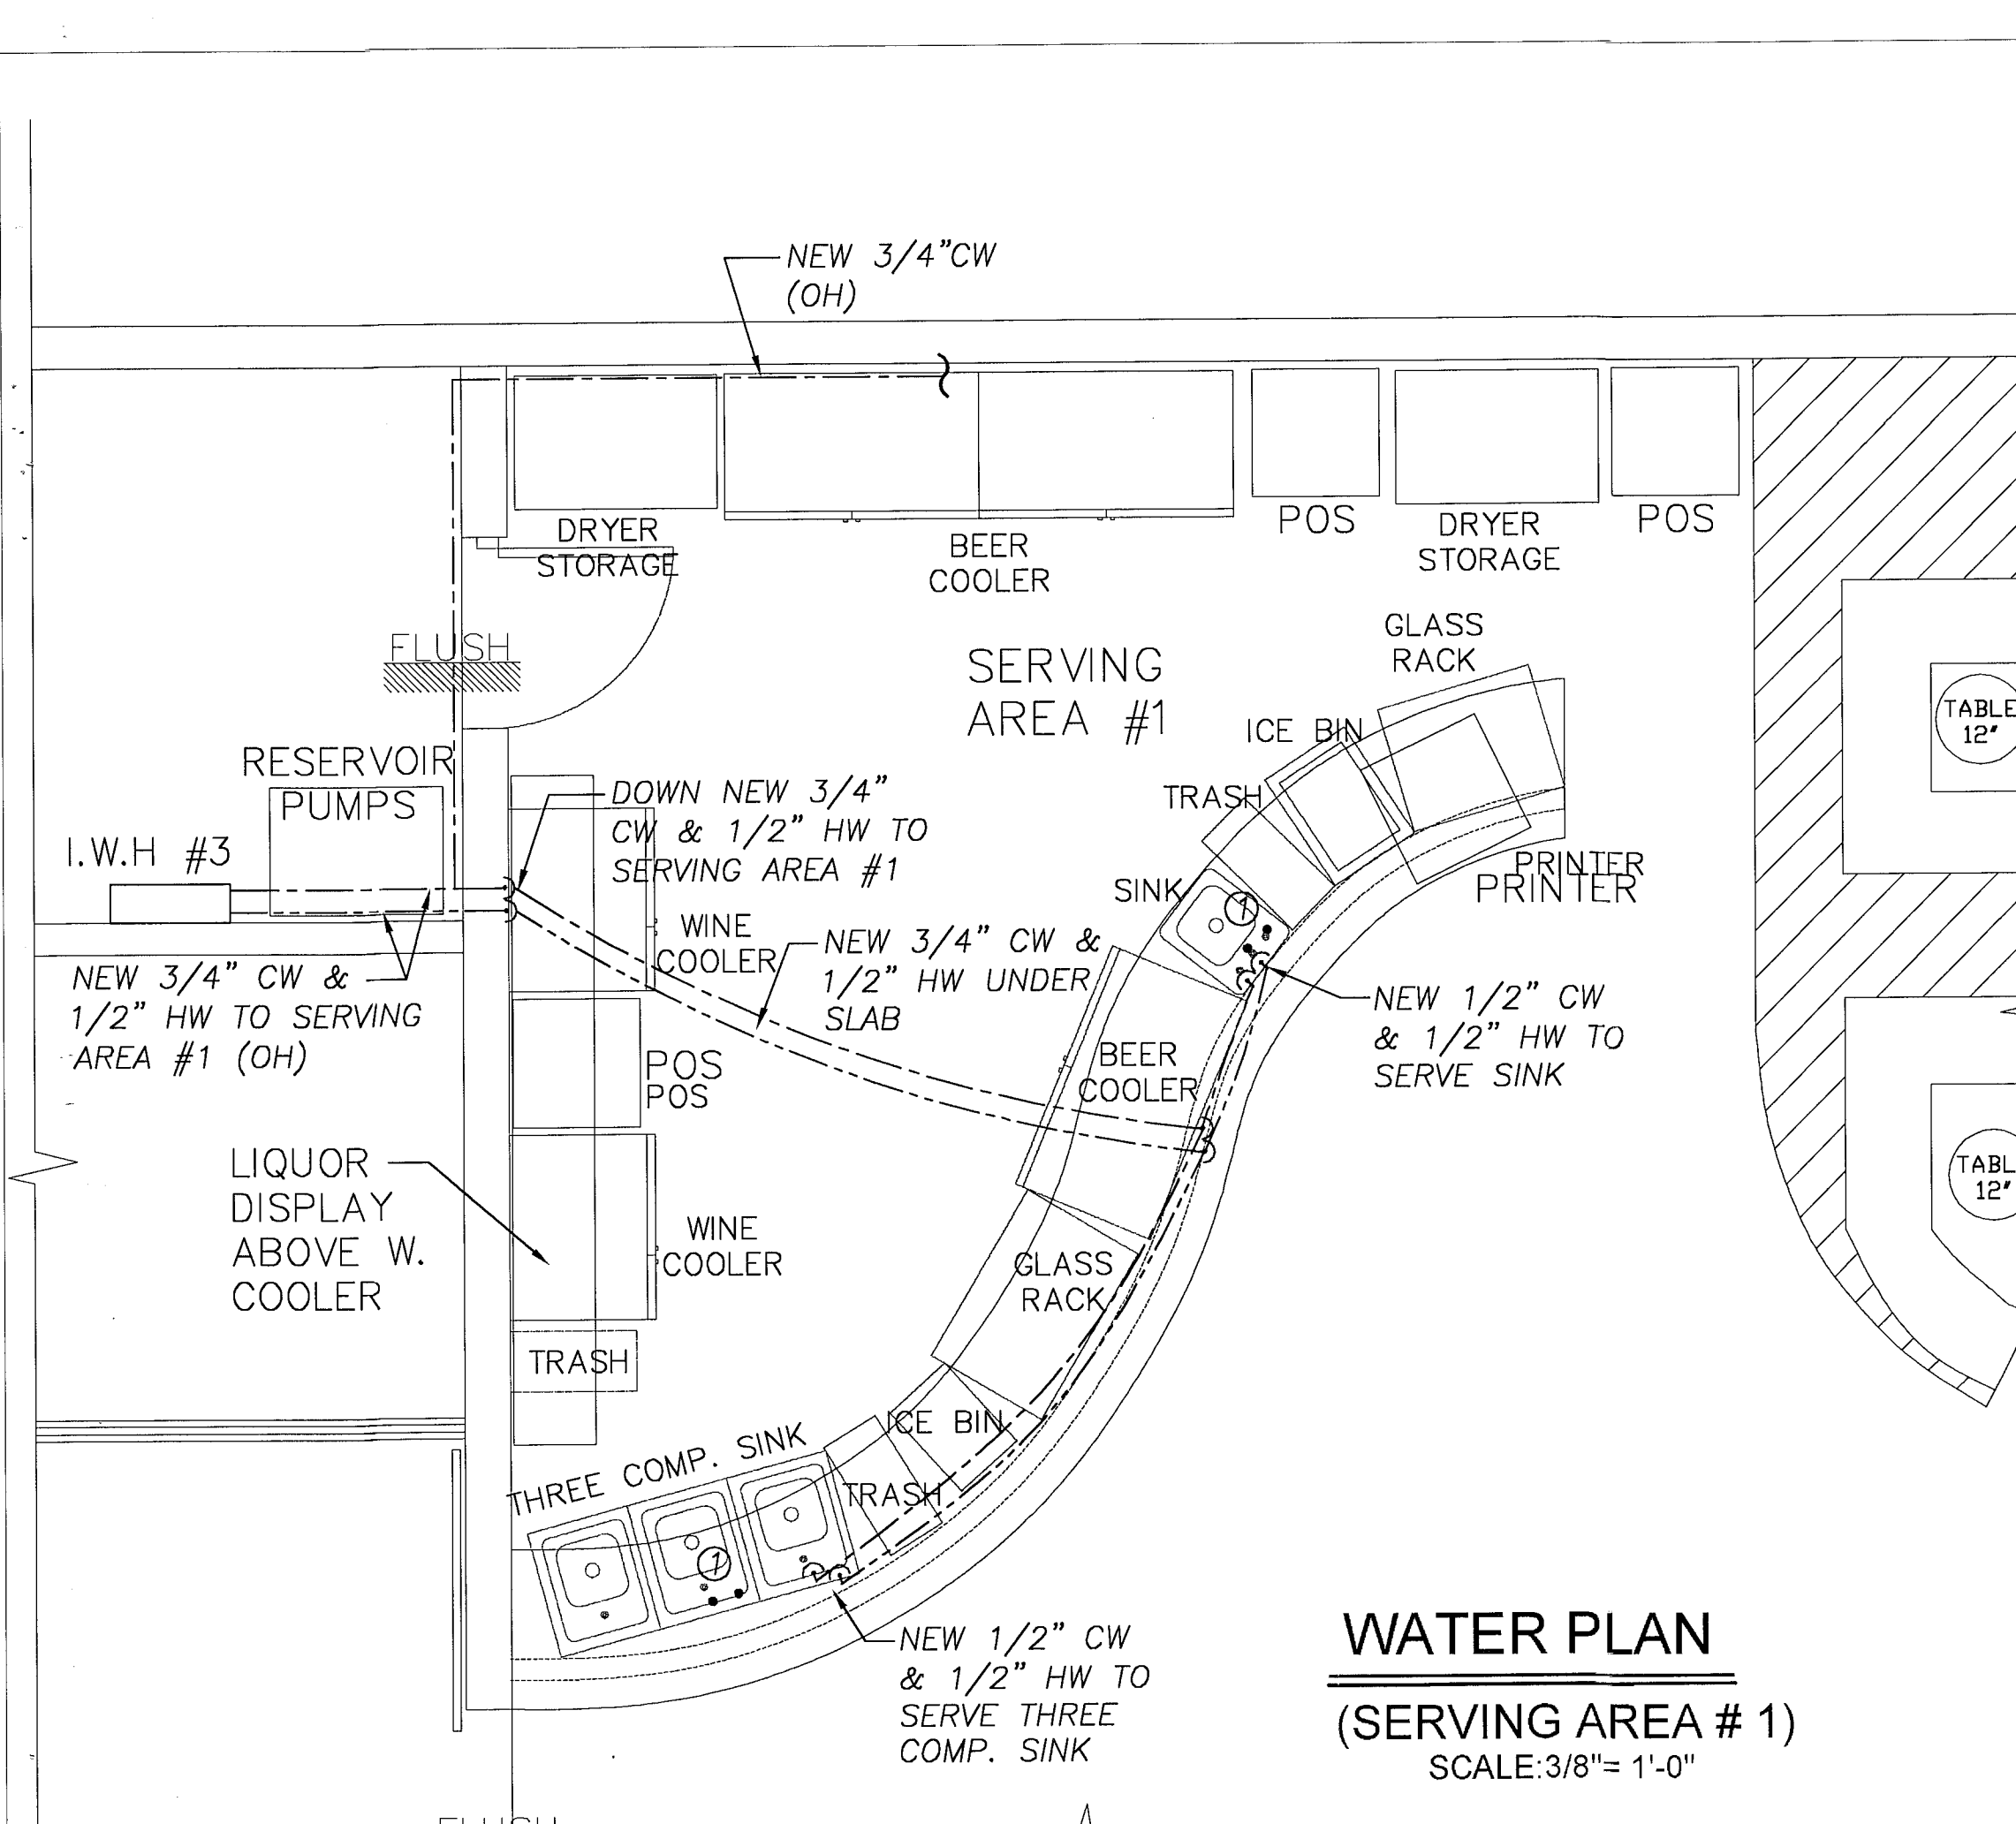 NEW 3/4"CW
(OH)
DRYER
STORAGE
BEER
COOLER
POS
DRYER
STORAGE
POS
FLUSH
SERVING
AREA #1
GLASS
RACK
ICE BIN
TRASH
TABLE
12"
RESERVOIR
PUMPS
I.W.H #3
DOWN NEW 3/4"
CW & 1/2" HW TO
SERVING AREA #1
SINK
1
PRINTER
PRINTER
WINE
COOLER
NEW 3/4" CW &
1/2" HW UNDER
SLAB
NEW 3/4" CW &
1/2" HW TO SERVING
AREA #1 (OH)
NEW 1/2" CW
& 1/2" HW TO
SERVE SINK
POS
POS
BEER
COOLER
TABL
12"
LIQUOR
DISPLAY
ABOVE W.
COOLER
WINE
COOLER
GLASS
RACK
TRASH
ICE BIN
THREE COMP. SINK
TRASH
1
NEW 1/2" CW
& 1/2" HW TO
SERVE THREE
COMP. SINK
WATER PLAN
(SERVING AREA # 1)
SCALE:3/8"= 1'-0"
FLUSH